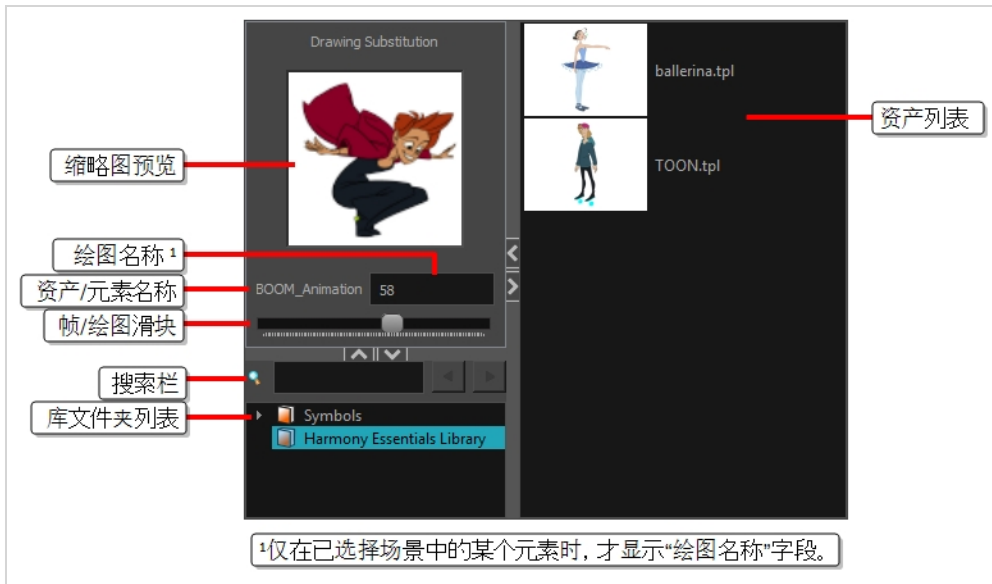 Drawing Substitution
ballerina.tpl
资产列表
缩略图预览
TOON.tpl
绘图名称 ¹
资产/元素名称
BOOM_Animation 58
帧/绘图滑块
搜索栏
库文件夹列表
Symbols
Harmony Essentials Library
¹仅在已选择场景中的某个元素时, 才显示“绘图名称”字段。